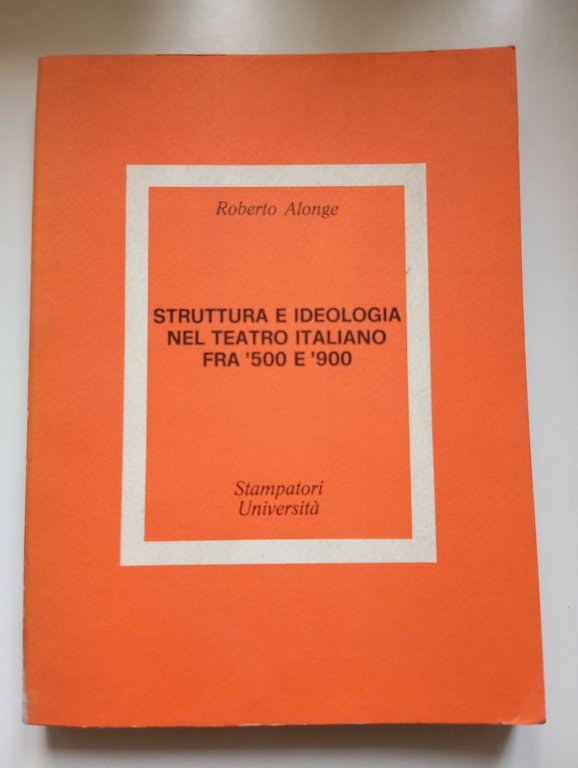 Roberto Alonge
STRUTTURA E IDEOLOGIA
NEL TEATRO ITALIANO
FRA '500 E '900
Stampatori
Università